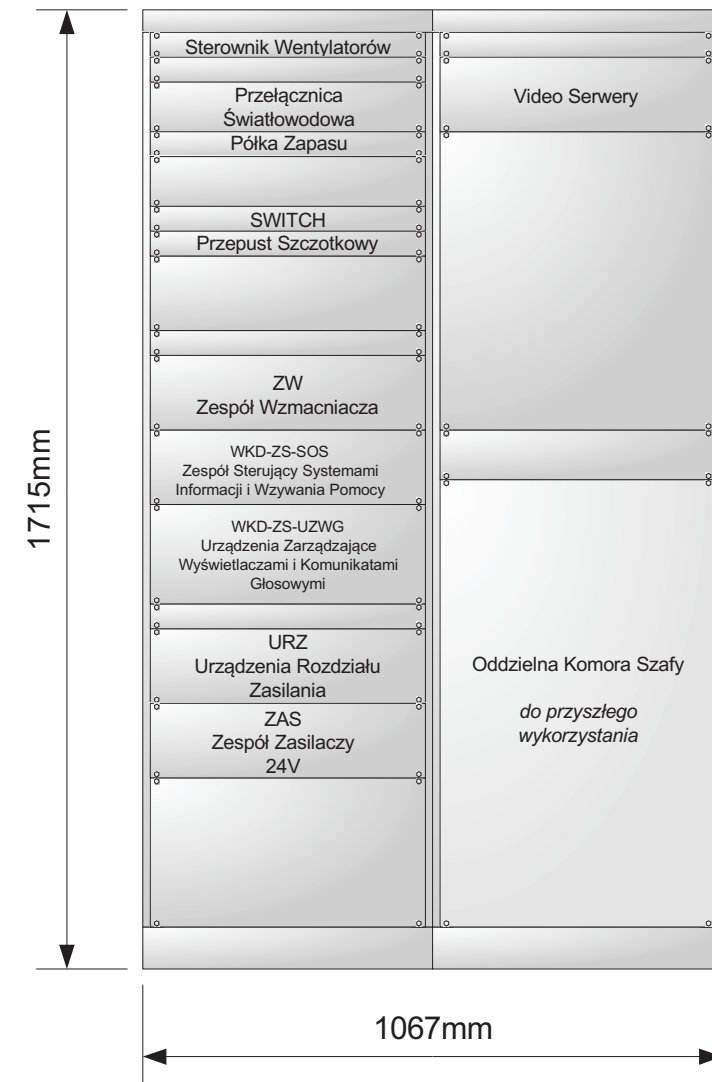 Sterownik Wentylatorów
Przełącznica
Światłowodowa
Półka Zapasu
SWITCH
Przepust Szczotkowy
ZW
Zespół Wzmacniacza
WKD-ZS-SOS
Zespół Sterujący Systemami
Informacji i Wzywania Pomocy
WKD-ZS-UZWG
Urządzenia Zarządzające
Wyświetlaczami i Komunikatami
Głosowymi
URZ
Urządzenia Rozdziału
Zasilania
ZAS
Zespół Zasilaczy
24V
Video Serwery
Oddzielna Komora Szafy
do przyszłego
wykorzystania
1715mm
1067mm